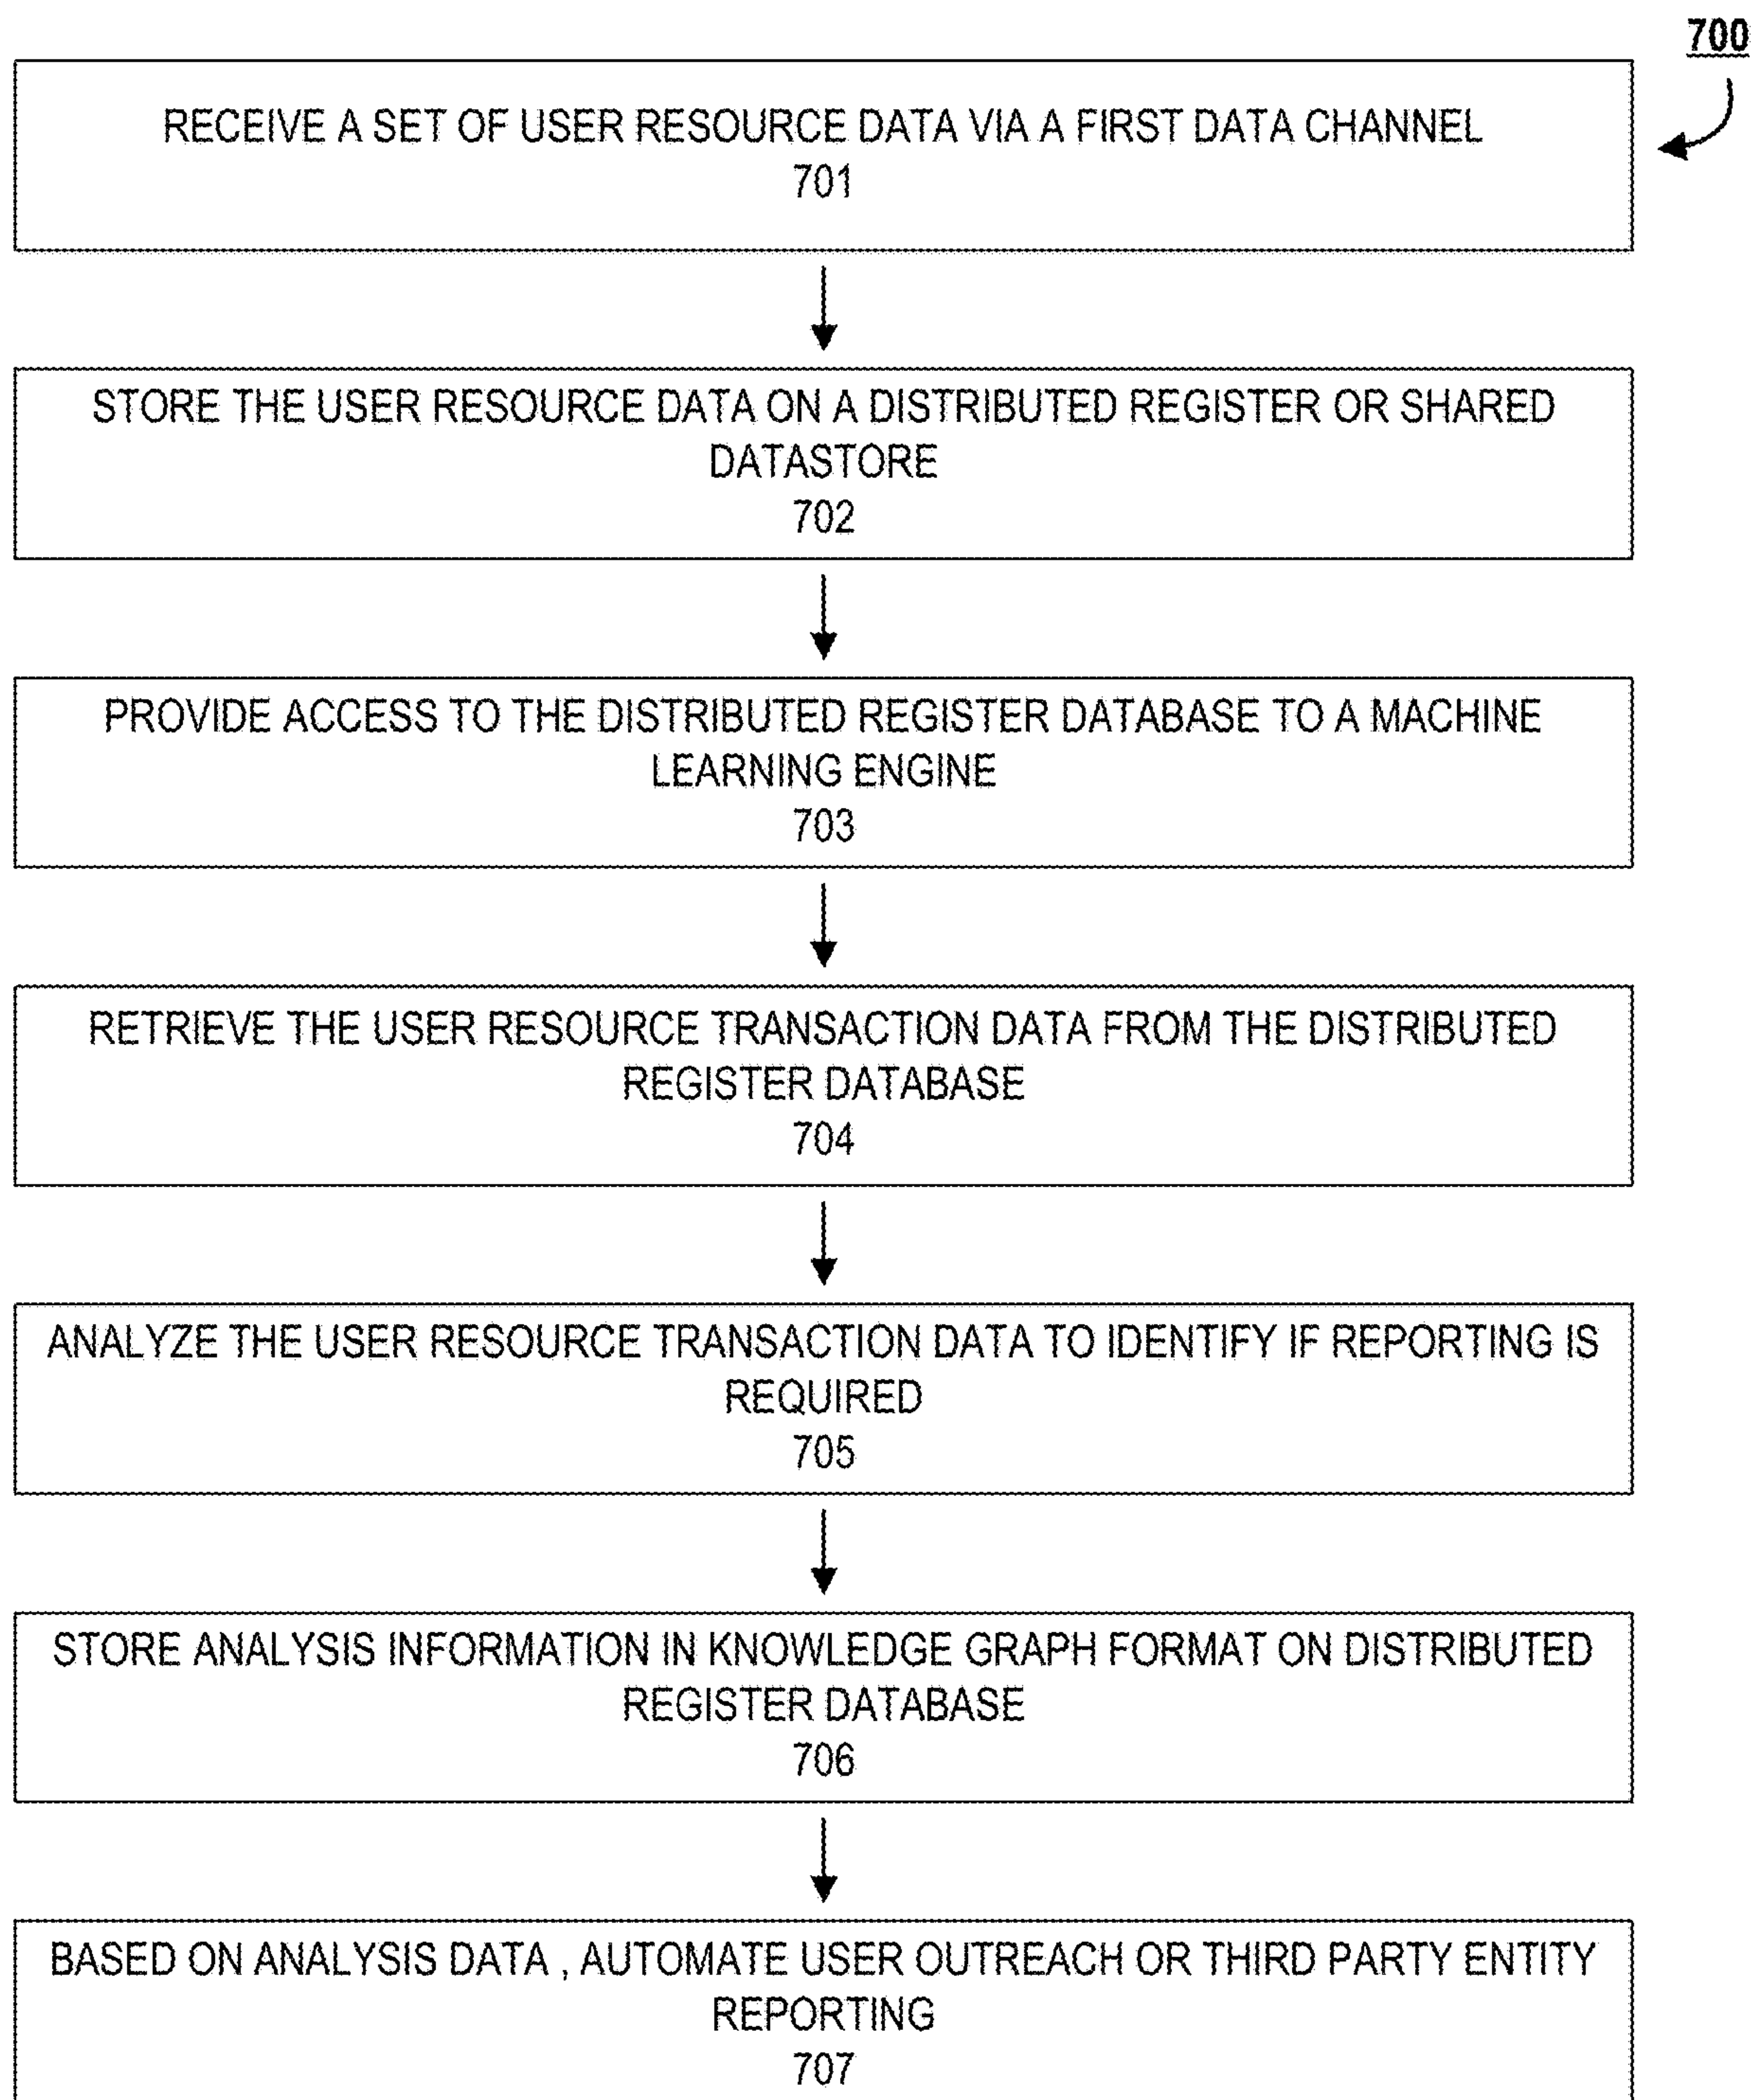 700
RECEIVE A SET OF USER RESOURCE DATA VIA A FIRST DATA CHANNEL
701
STORE THE USER RESOURCE DATA ON A DISTRIBUTED REGISTER OR SHARED
DATASTORE
702
PROVIDE ACCESS TO THE DISTRIBUTED REGISTER DATABASE TO A MACHINE
LEARNING ENGINE
703
RETRIEVE THE USER RESOURCE TRANSACTION DATA FROM THE DISTRIBUTED
REGISTER DATABASE
704
ANALYZE THE USER RESOURCE TRANSACTION DATA TO IDENTIFY IF REPORTING IS
REQUIRED
705
STORE ANALYSIS INFORMATION IN KNOWLEDGE GRAPH FORMAT ON DISTRIBUTED
REGISTER DATABASE
706
BASED ON ANALYSIS DATA , AUTOMATE USER OUTREACH OR THIRD PARTY ENTITY
REPORTING
707